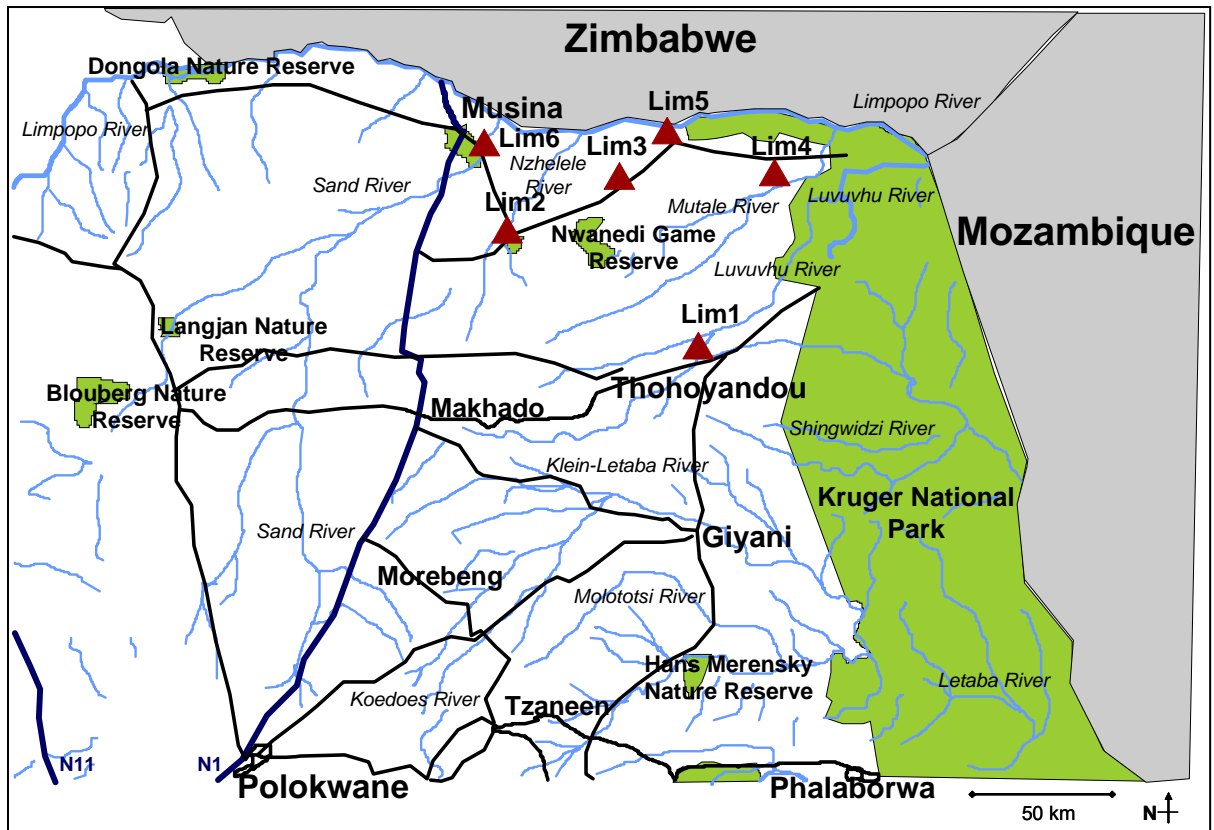 Zimbabwe
Dongola Nature Reserve
Lim5
Limpopo River
Musina
Limpopo River
Lim6
Lim3
Lim4
Nzhelele
River
Sand River
Luvuvhu River
Lim2
Mutale River
Nwanedi Game
Reserve
Mozambique
Luvuvhu River
Lim1
Langjan Nature
Reserve
Thohoyandou
Blouberg Nature
Reserve
Makhado
Shingwidzi River
Klein-Letaba River
Kruger National
Park
Sand River
Giyani
Morebeng
Molototsi River
Hans Merensky
Nature Reserve
Letaba River
Koedoes River
Tzaneen
N11
N1
Polokwane
Phalaborwa
50 km
N